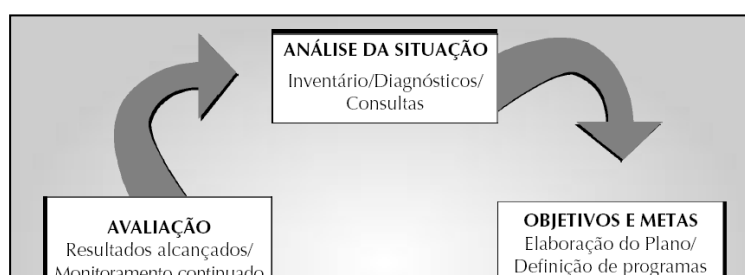 ANÁLISE DA SITUAÇÃO
Inventário/Diagnósticos/
Consultas
AVALIAÇÃO
Resultados alcançados/
Monitoramento continuado
OBJETIVOS E METAS
Elaboração do Plano/
Definição de programas